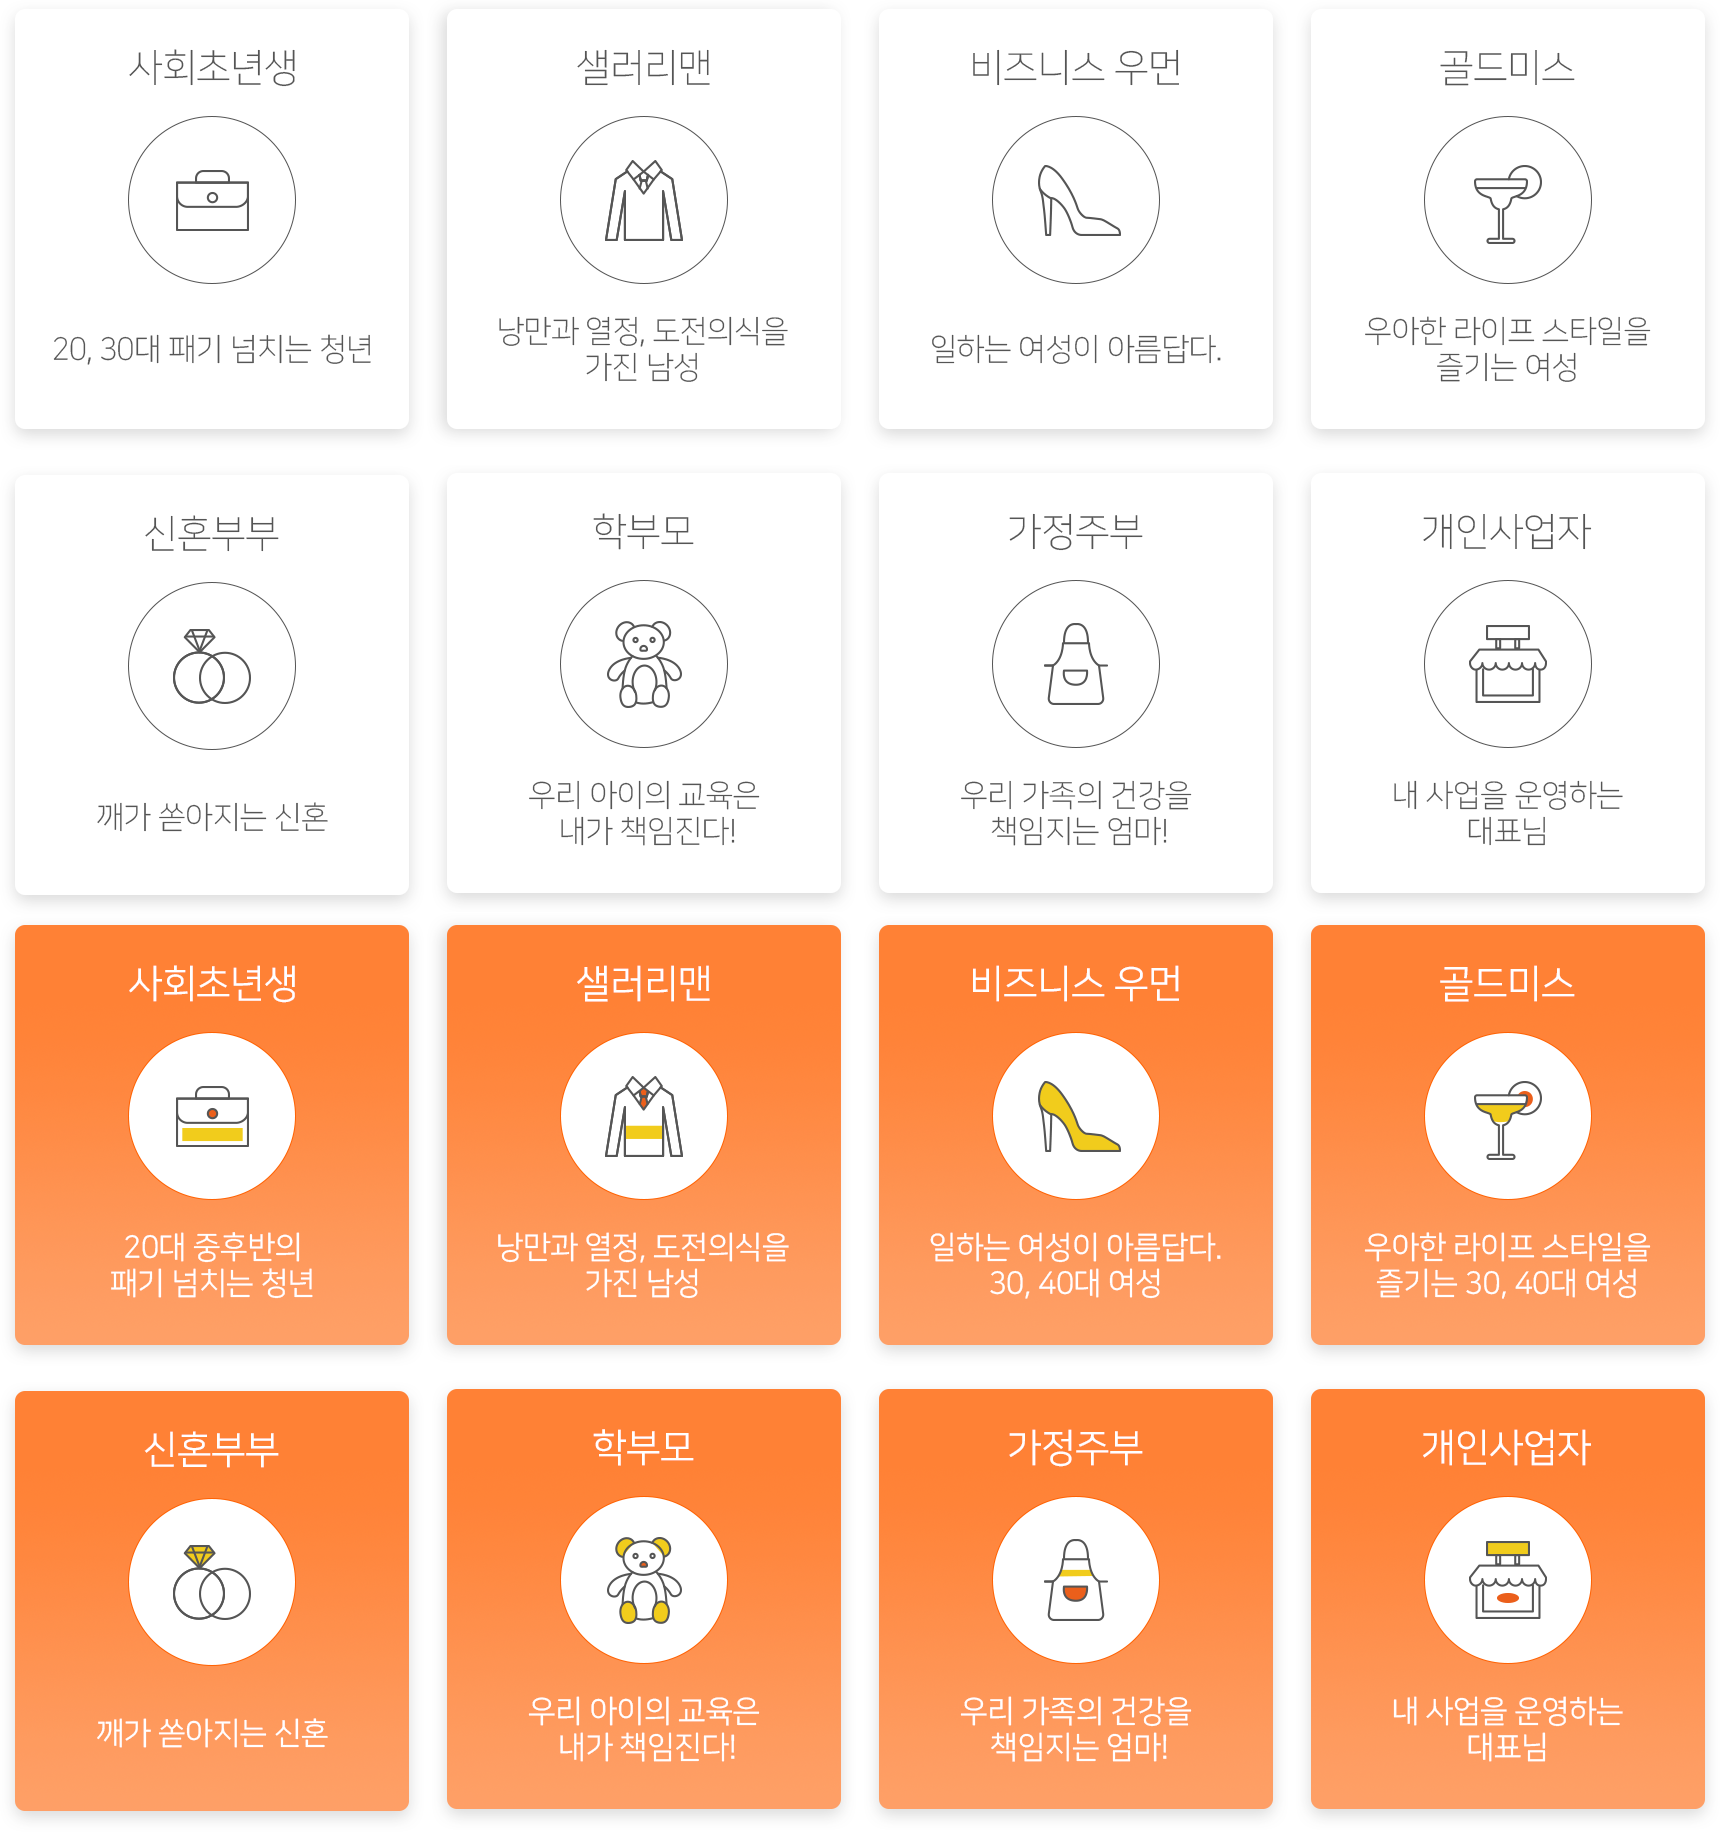 사회초년생
20, 30대 패기 넘치는 청년
샐러리맨
낭만과 열정, 도전의식을
가진 남성
비즈니스 우먼
일하는 여성이 아름답다.
골드미스
우아한 라이프 스타일을
즐기는 여성
신혼부부
깨가 쏟아지는 신혼
학부모
우리 아이의 교육은
내가 책임진다!
가정주부
우리 가족의 건강을
책임지는 엄마!
개인사업자
내 사업을 운영하는
대표님
사회초년생
20대 중후반의
패기 넘치는 청년
샐러리맨
낭만과 열정, 도전의식을
가진 남성
비즈니스 우먼
일하는 여성이 아름답다.
30, 40대 여성
골드미스
우아한 라이프 스타일을
즐기는 30, 40대 여성
신혼부부
깨가 쏟아지는 신혼
학부모
우리 아이의 교육은
내가 책임진다!
가정주부
우리 가족의 건강을
책임지는 엄마!
개인사업자
내 사업을 운영하는
대표님